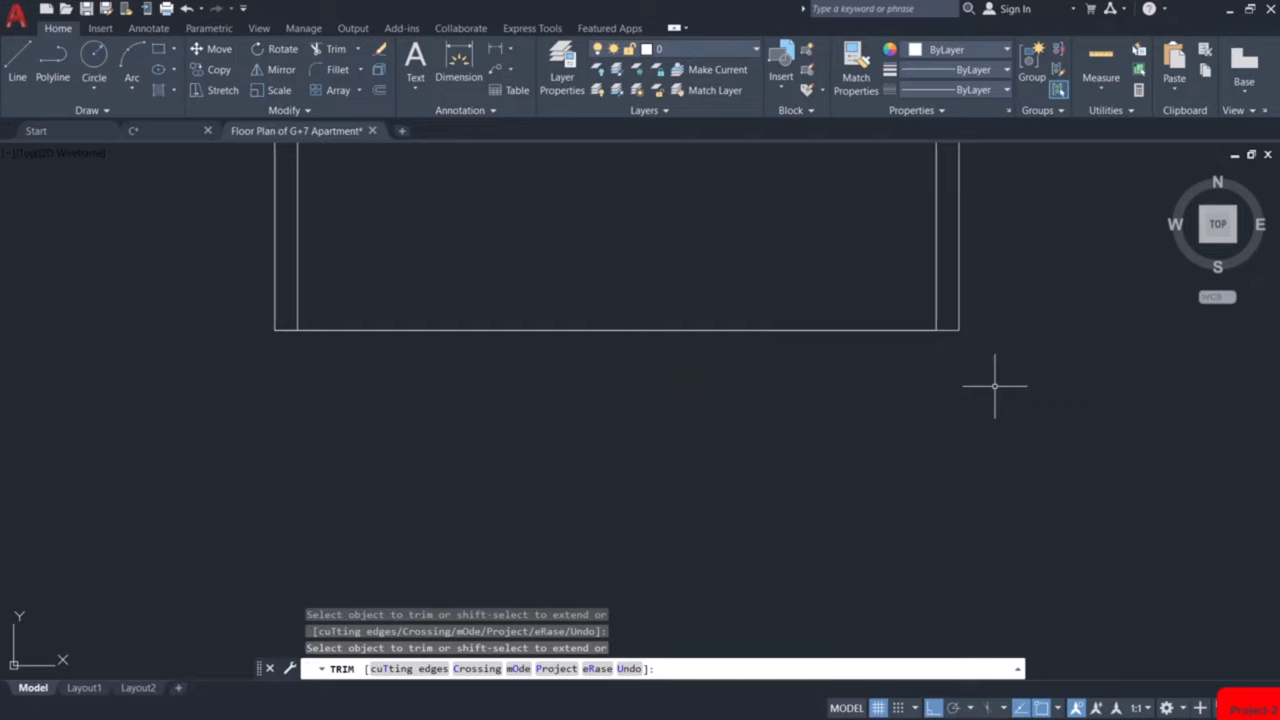 Type a keyword or phrase
Sign In
Home Insert Annotate Parametric View Manage Output Add-ins Collaborate Express Tools Featured Apps
Line Polyline Circle Arc
Move Rotate Trim
Copy Mirror Fillet
Stretch Scale Array
Text Dimension Table
Layer Properties
0
Make Current
Match Layer
Insert
Match Properties
ByLayer
ByLayer
ByLayer
Group
Measure
Paste
Base
Draw Modify Annotation Layers Block Properties Groups Utilities Clipboard View
Start Floor Plan of G+7 Apartment*
[−][Top][2D Wireframe]
N
W TOP E
S
WCS
Y
X
Select object to trim or shift-select to extend or
[cuTting edges/Crossing/mOde/Project/eRase/Undo]:
Select object to trim or shift-select to extend or
TRIM [cuTting edges Crossing mOde Project eRase Undo]:
Model Layout1 Layout2
MODEL 1:1